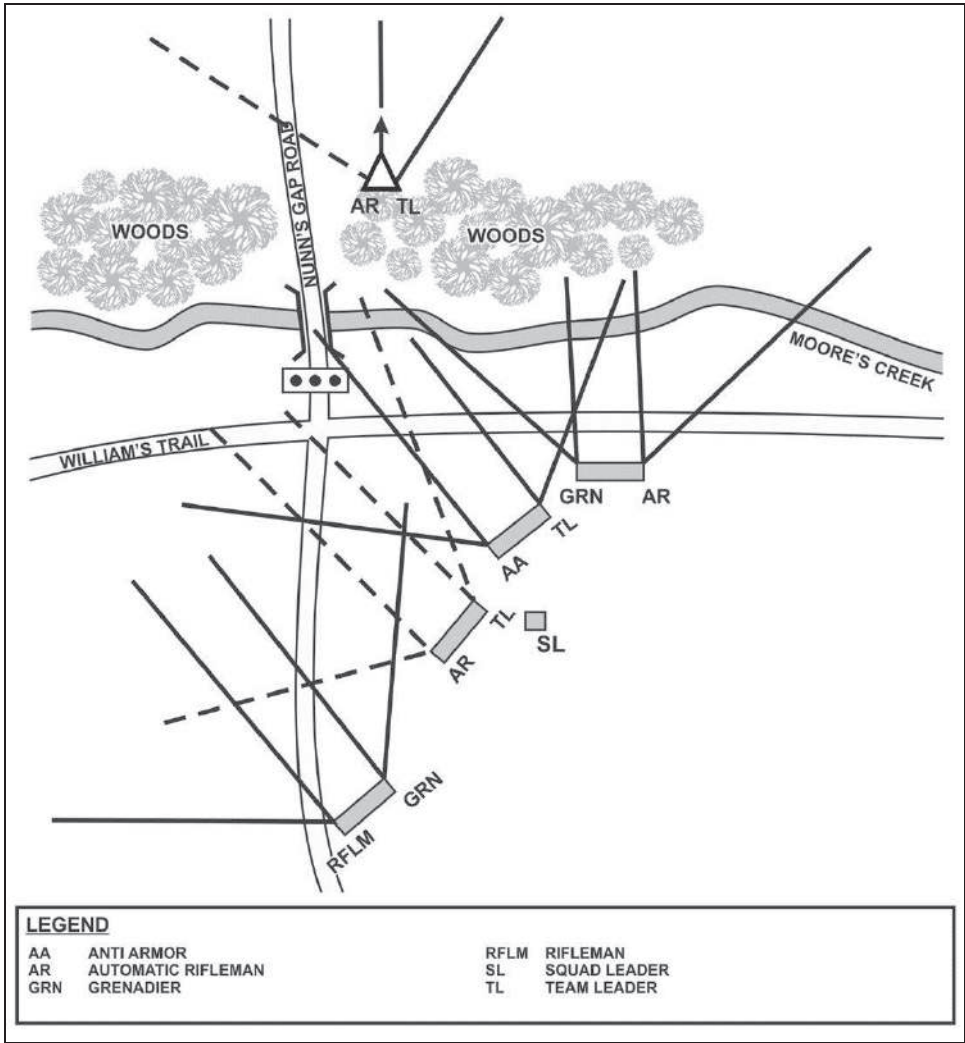 NUNN'S GAP ROAD
AR TL
WOODS
WOODS
MOORE'S CREEK
WILLIAM'S TRAIL
GRN AR
TL
AA
TL
SL
AR
GRN
RFLM
LEGEND
AA ANTI ARMOR
AR AUTOMATIC RIFLEMAN
GRN GRENADIER
RFLM RIFLEMAN
SL SQUAD LEADER
TL TEAM LEADER